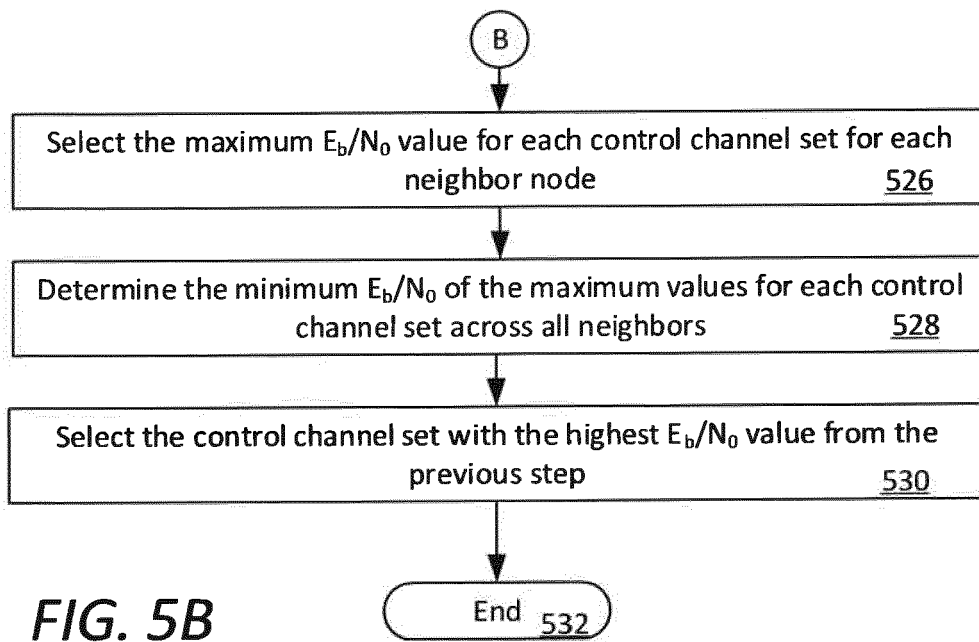 B
Select the maximum E_b/N_0 value for each control channel set for each
neighbor node 526
Determine the minimum E_b/N_0 of the maximum values for each control
channel set across all neighbors 528
Select the control channel set with the highest E_b/N_0 value from the
previous step 530
End 532
FIG. 5B